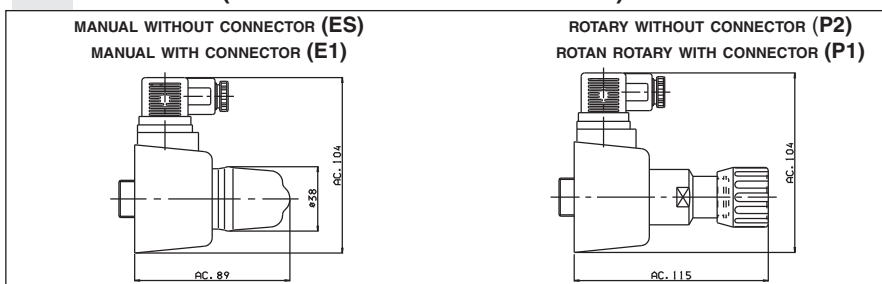 MANUAL WITHOUT CONNECTOR (ES)
MANUAL WITH CONNECTOR (E1)
AC.104
ø38
AC.89
ROTARY WITHOUT CONNECTOR (P2)
ROTAN ROTARY WITH CONNECTOR (P1)
AC.104
AC.115